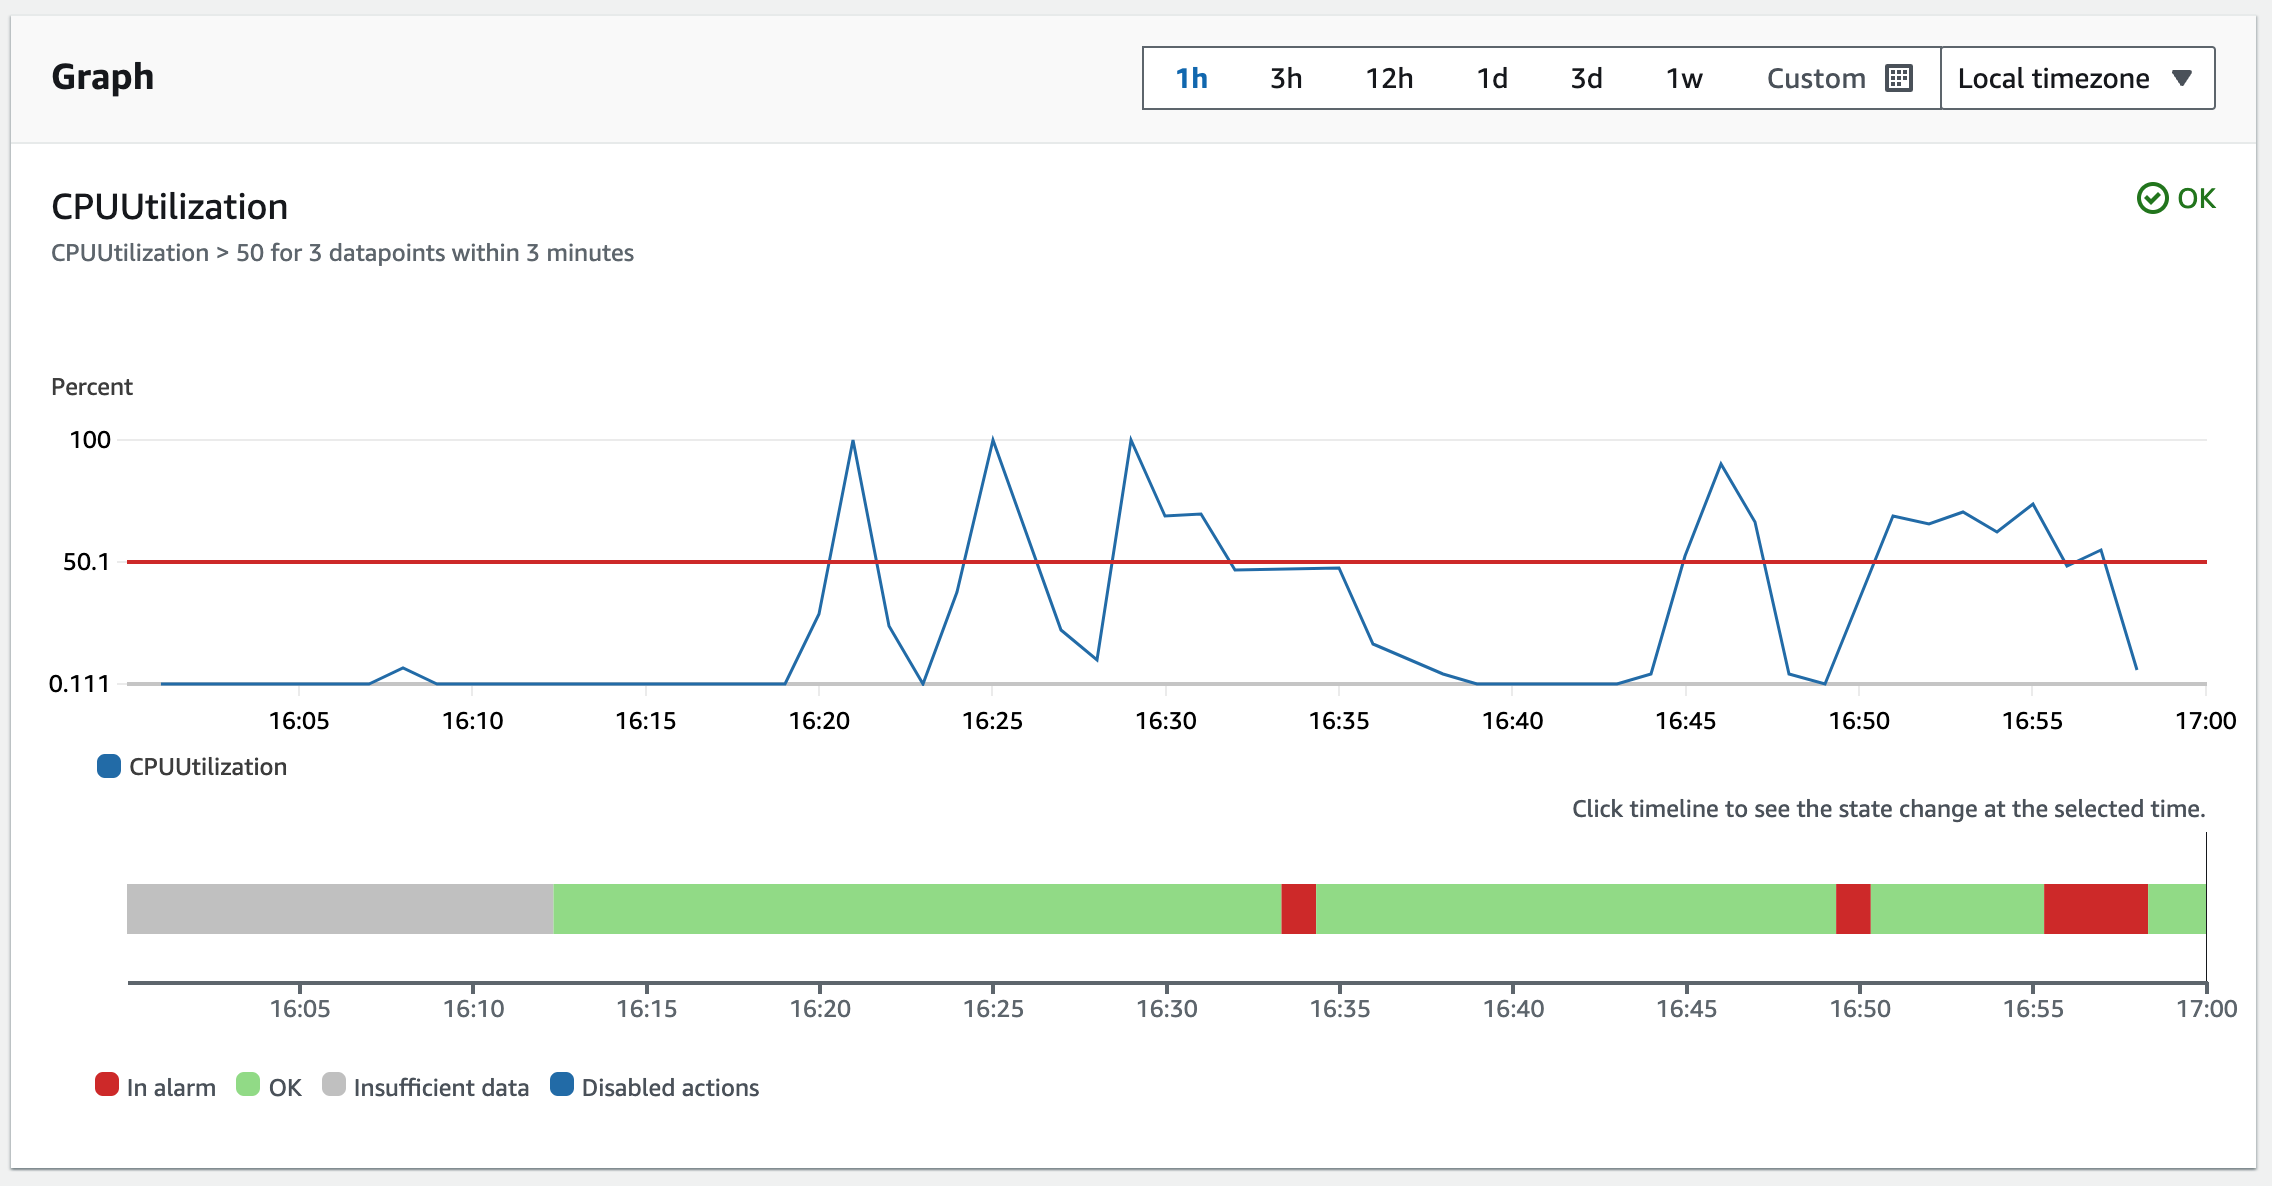 Graph
1h 3h 12h 1d 3d 1w Custom Local timezone
CPUUtilization
OK
CPUUtilization > 50 for 3 datapoints within 3 minutes
Percent
100
50.1
0.111
16:05 16:10 16:15 16:20 16:25 16:30 16:35 16:40 16:45 16:50 16:55 17:00
CPUUtilization
Click timeline to see the state change at the selected time.
16:05 16:10 16:15 16:20 16:25 16:30 16:35 16:40 16:45 16:50 16:55 17:00
In alarm OK Insufficient data Disabled actions